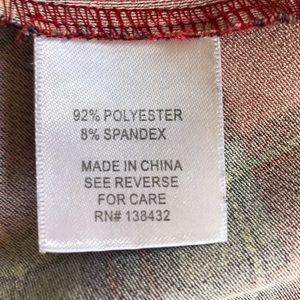 92% POLYESTER
8% SPANDEX
MADE IN CHINA
SEE REVERSE
FOR CARE
RN# 138432